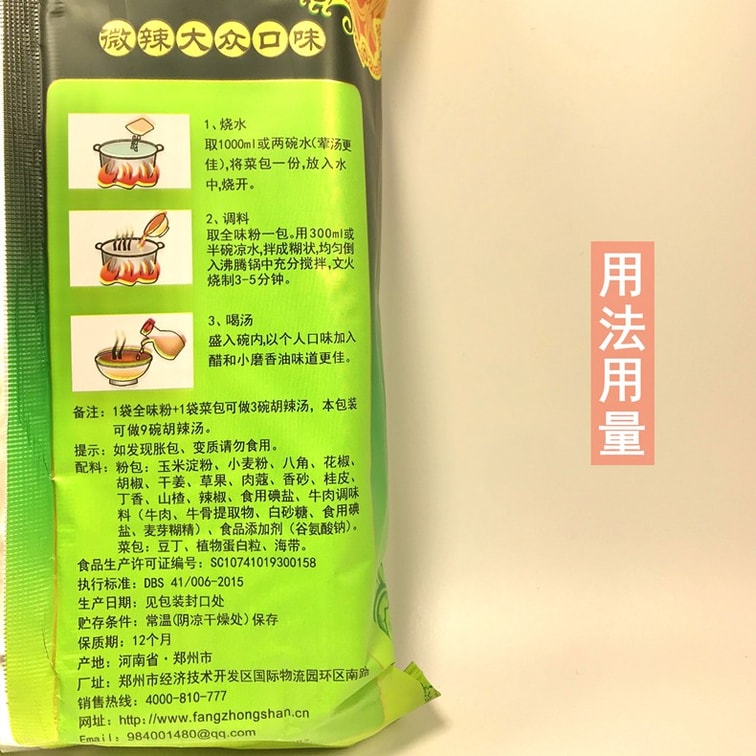 微辣大众口味
1、烧水
取1000ml或两碗水(荤汤更
佳),将菜包一份,放入水
中,烧开。
2、调料
取全味粉一包。用300ml或
半碗凉水,拌成糊状,均匀倒
入沸腾锅中充分搅拌,文火
烧制3-5分钟。
3、喝汤
盛入碗内,以个人口味加入
醋和小磨香油味道更佳。
备注：1袋全味粉+1袋菜包可做3碗胡辣汤，本包装
可做9碗胡辣汤。
提示：如发现胀包、变质请勿食用。
配料：粉包：玉米淀粉、小麦粉、八角、花椒、
胡椒、干姜、草果、肉蔻、香砂、桂皮、
丁香、山楂、辣椒、食用碘盐、牛肉调味
料（牛肉、牛骨提取物、白砂糖、食用碘
盐、麦芽糊精）、食品添加剂（谷氨酸钠）。
菜包：豆丁、植物蛋白粒、海带。
食品生产许可证编号：SC10741019300158
执行标准：DBS 41/006-2015
生产日期：见包装封口处
贮存条件：常温(阴凉干燥处)保存
保质期：12个月
产地：河南省·郑州市
厂址：郑州市经济技术开发区国际物流园环区南路
销售热线：4000-810-777
网址：http://www.fangzhongshan.cn
Email：984001480@qq.com
用法用量